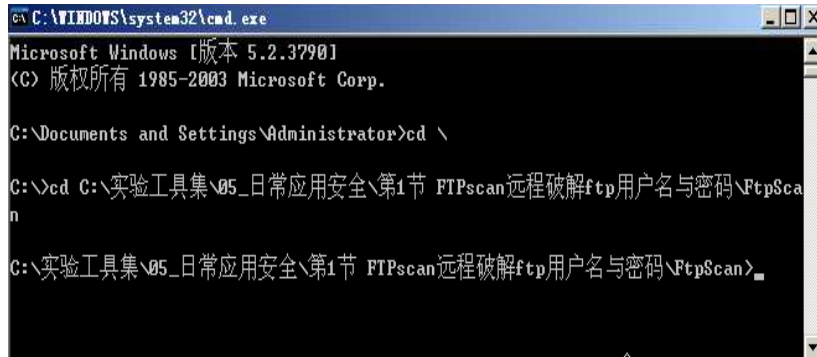 C:\WINDOWS\system32\cmd.exe
Microsoft Windows [版本 5.2.3790]
(C) 版权所有 1985-2003 Microsoft Corp.
C:\Documents and Settings\Administrator>cd \
C:\>cd C:\实验工具集\05_日常应用安全\第1节 FTPscan远程破解ftp用户名与密码\FtpSca
n
C:\实验工具集\05_日常应用安全\第1节 FTPscan远程破解ftp用户名与密码\FtpScan>_